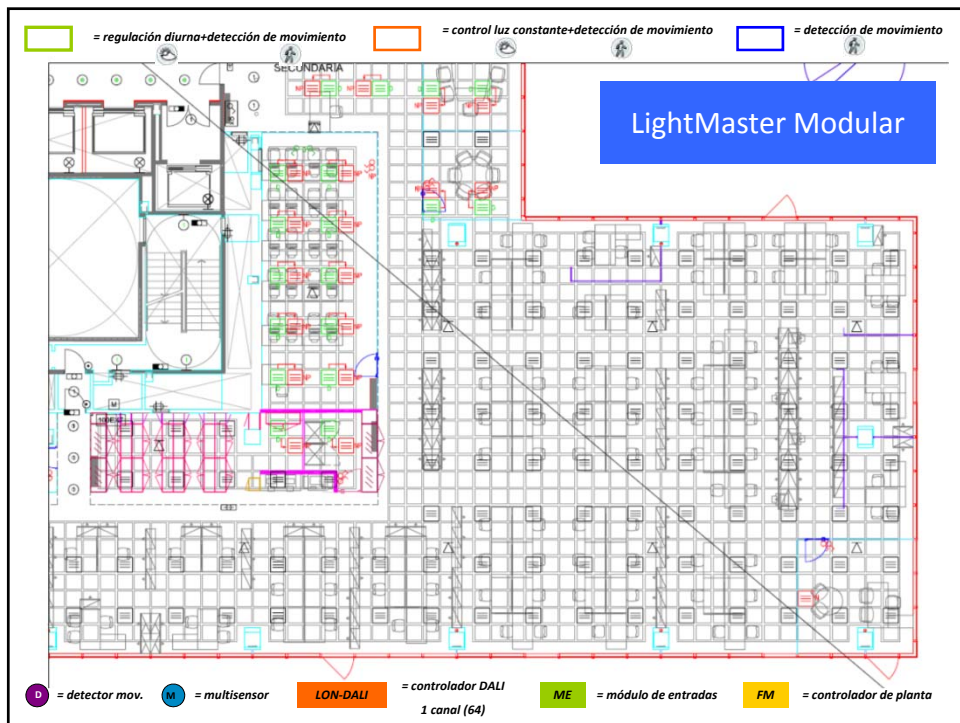 = regulación diurna+detección de movimiento
= control luz constante+detección de movimiento
= detección de movimiento
SECUNDARIA
LightMaster Modular
M
D = detector mov.
M = multisensor
LON-DALI = controlador DALI
1 canal (64)
ME = módulo de entradas
FM = controlador de planta